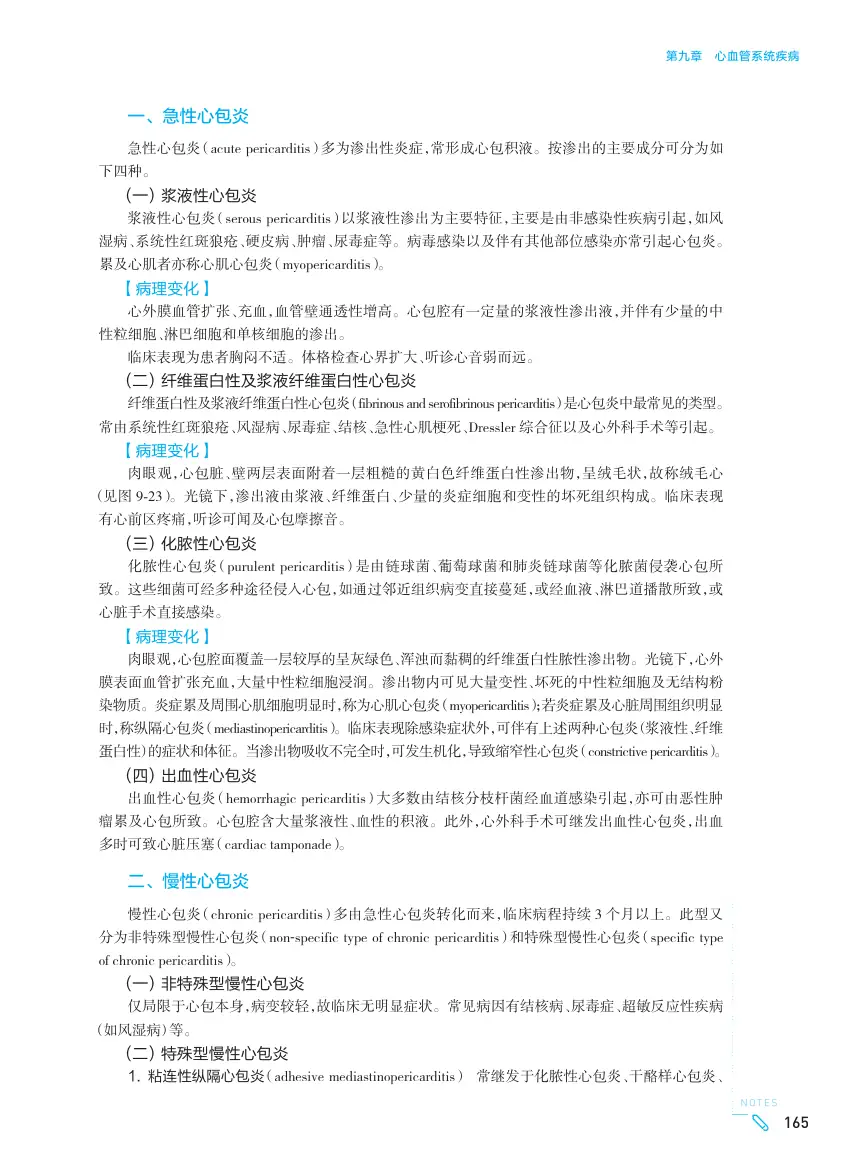 第九章 心血管系统疾病
一、急性心包炎
急性心包炎（acute pericarditis）多为渗出性炎症，常形成心包积液。按渗出的主要成分可分为如
下四种。
（一）浆液性心包炎
浆液性心包炎（serous pericarditis）以浆液性渗出为主要特征，主要是由非感染性疾病引起，如风
湿病、系统性红斑狼疮、硬皮病、肿瘤、尿毒症等。病毒感染以及伴有其他部位感染亦常引起心包炎。
累及心肌者亦称心肌心包炎（myopericarditis）。
【病理变化】
心外膜血管扩张、充血，血管壁通透性增高。心包腔有一定量的浆液性渗出液，并伴有少量的中
性粒细胞、淋巴细胞和单核细胞的渗出。
临床表现为患者胸闷不适。体格检查心界扩大、听诊心音弱而远。
（二）纤维蛋白性及浆液纤维蛋白性心包炎
纤维蛋白性及浆液纤维蛋白性心包炎（fibrinous and serofibrinous pericarditis）是心包炎中最常见的类型。
常由系统性红斑狼疮、风湿病、尿毒症、结核、急性心肌梗死、Dressler 综合征以及心外科手术等引起。
【病理变化】
肉眼观，心包脏、壁两层表面附着一层粗糙的黄白色纤维蛋白性渗出物，呈绒毛状，故称绒毛心
（见图 9-23）。光镜下，渗出液由浆液、纤维蛋白、少量的炎症细胞和变性的坏死组织构成。临床表现
有心前区疼痛，听诊可闻及心包摩擦音。
（三）化脓性心包炎
化脓性心包炎（purulent pericarditis）是由链球菌、葡萄球菌和肺炎链球菌等化脓菌侵袭心包所
致。这些细菌可经多种途径侵入心包，如通过邻近组织病变直接蔓延，或经血液、淋巴道播散所致，或
心脏手术直接感染。
【病理变化】
肉眼观，心包腔面覆盖一层较厚的呈灰绿色、浑浊而黏稠的纤维蛋白性脓性渗出物。光镜下，心外
膜表面血管扩张充血，大量中性粒细胞浸润。渗出物内可见大量变性、坏死的中性粒细胞及无结构粉
染物质。炎症累及周围心肌细胞明显时，称为心肌心包炎（myopericarditis）；若炎症累及心脏周围组织明显
时，称纵隔心包炎（mediastinopericarditis）。临床表现除感染症状外，可伴有上述两种心包炎（浆液性、纤维
蛋白性）的症状和体征。当渗出物吸收不完全时，可发生机化，导致缩窄性心包炎（constrictive pericarditis）。
（四）出血性心包炎
出血性心包炎（hemorrhagic pericarditis）大多数由结核分枝杆菌经血道感染引起，亦可由恶性肿
瘤累及心包所致。心包腔含大量浆液性、血性的积液。此外，心外科手术可继发出血性心包炎，出血
多时可致心脏压塞（cardiac tamponade）。
二、慢性心包炎
慢性心包炎（chronic pericarditis）多由急性心包炎转化而来，临床病程持续 3 个月以上。此型又
分为非特殊型慢性心包炎（non-specific type of chronic pericarditis）和特殊型慢性心包炎（specific type
of chronic pericarditis）。
（一）非特殊型慢性心包炎
仅局限于心包本身，病变较轻，故临床无明显症状。常见病因有结核病、尿毒症、超敏反应性疾病
（如风湿病）等。
（二）特殊型慢性心包炎
1. 粘连性纵隔心包炎（adhesive mediastinopericarditis） 常继发于化脓性心包炎、干酪样心包炎、
NOTES
165